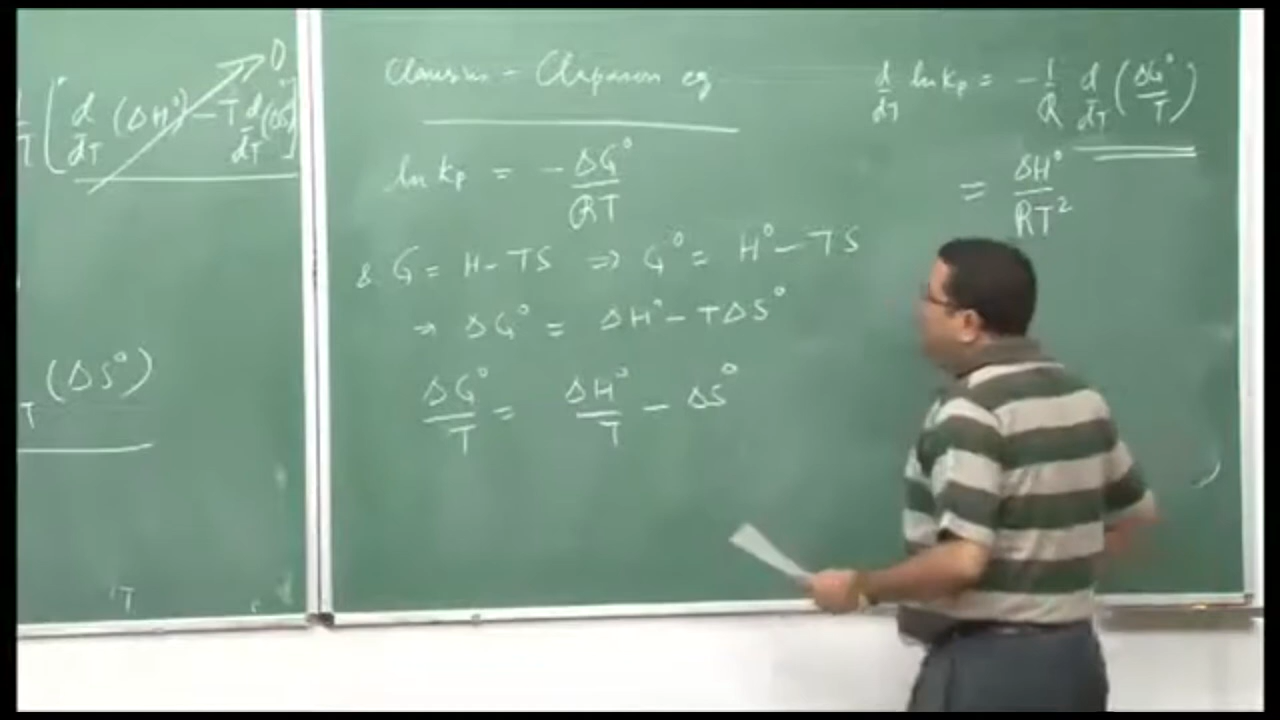 [d/dT (ΔH°) - T d/dT (ΔS°)] 0
T (ΔS°)
T
Clausius - Clapeyron eq
ln Kp = - ΔG°/RT
& G = H - TS ⇒ G° = H° - TS
⇒ ΔG° = ΔH° - TΔS°
ΔG°/T = ΔH°/T - ΔS°
d/dT ln Kp = - 1/R d/dT (ΔG°/T)
= ΔH°/RT²